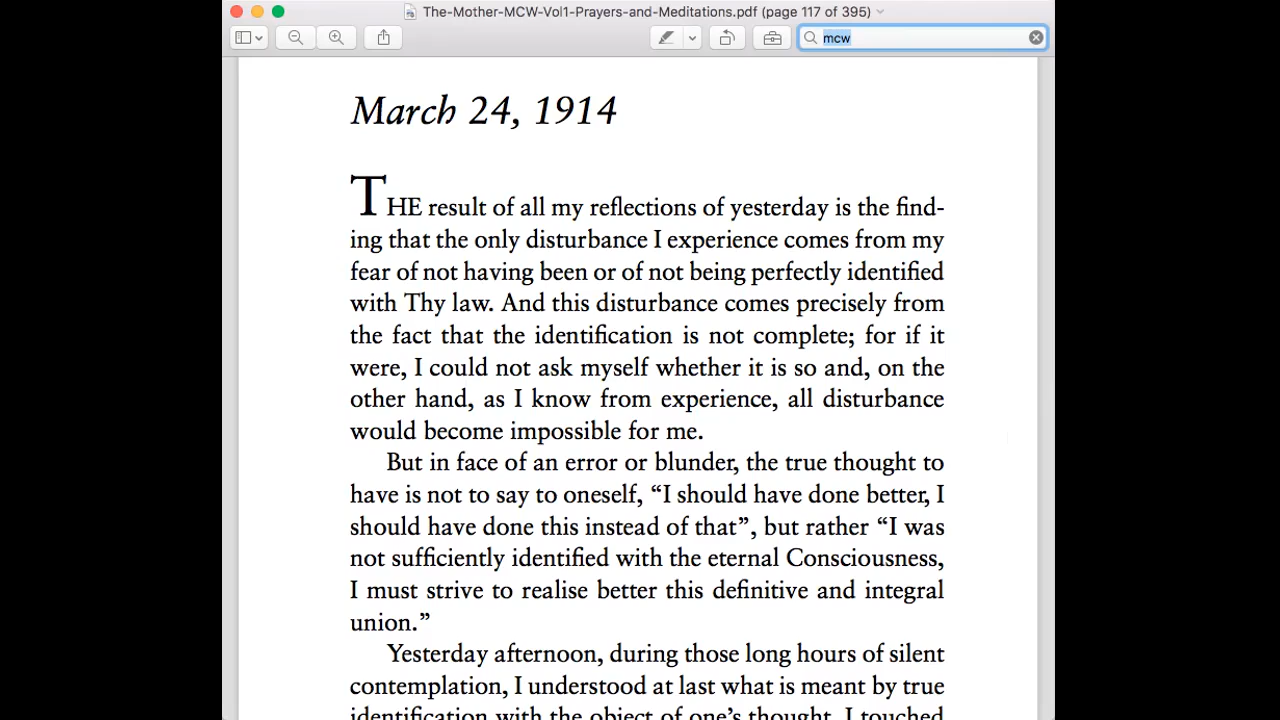 The-Mother-MCW-Vol1-Prayers-and-Meditations.pdf (page 117 of 395)
mcw
March 24, 1914
THE result of all my reflections of yesterday is the find-
ing that the only disturbance I experience comes from my
fear of not having been or of not being perfectly identified
with Thy law. And this disturbance comes precisely from
the fact that the identification is not complete; for if it
were, I could not ask myself whether it is so and, on the
other hand, as I know from experience, all disturbance
would become impossible for me.
But in face of an error or blunder, the true thought to
have is not to say to oneself, “I should have done better, I
should have done this instead of that”, but rather “I was
not sufficiently identified with the eternal Consciousness,
I must strive to realise better this definitive and integral
union.”
Yesterday afternoon, during those long hours of silent
contemplation, I understood at last what is meant by true
identification with the object of one’s thought. I touched